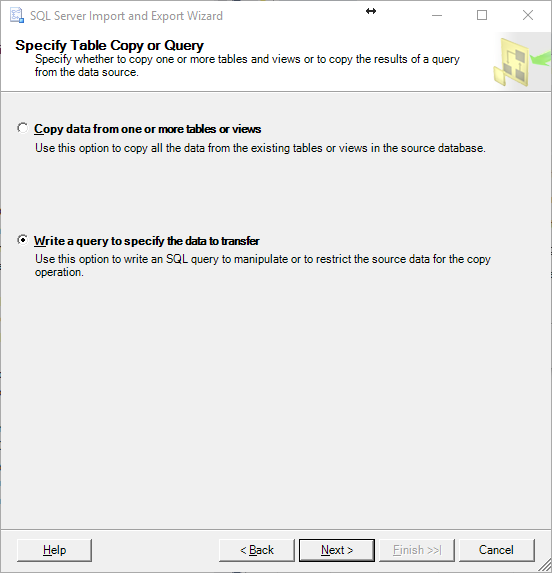 SQL Server Import and Export Wizard
Specify Table Copy or Query
Specify whether to copy one or more tables and views or to copy the results of a query
from the data source.
Copy data from one or more tables or views
Use this option to copy all the data from the existing tables or views in the source database.
Write a query to specify the data to transfer
Use this option to write an SQL query to manipulate or to restrict the source data for the copy
operation.
Help
< Back
Next >
Finish >>|
Cancel